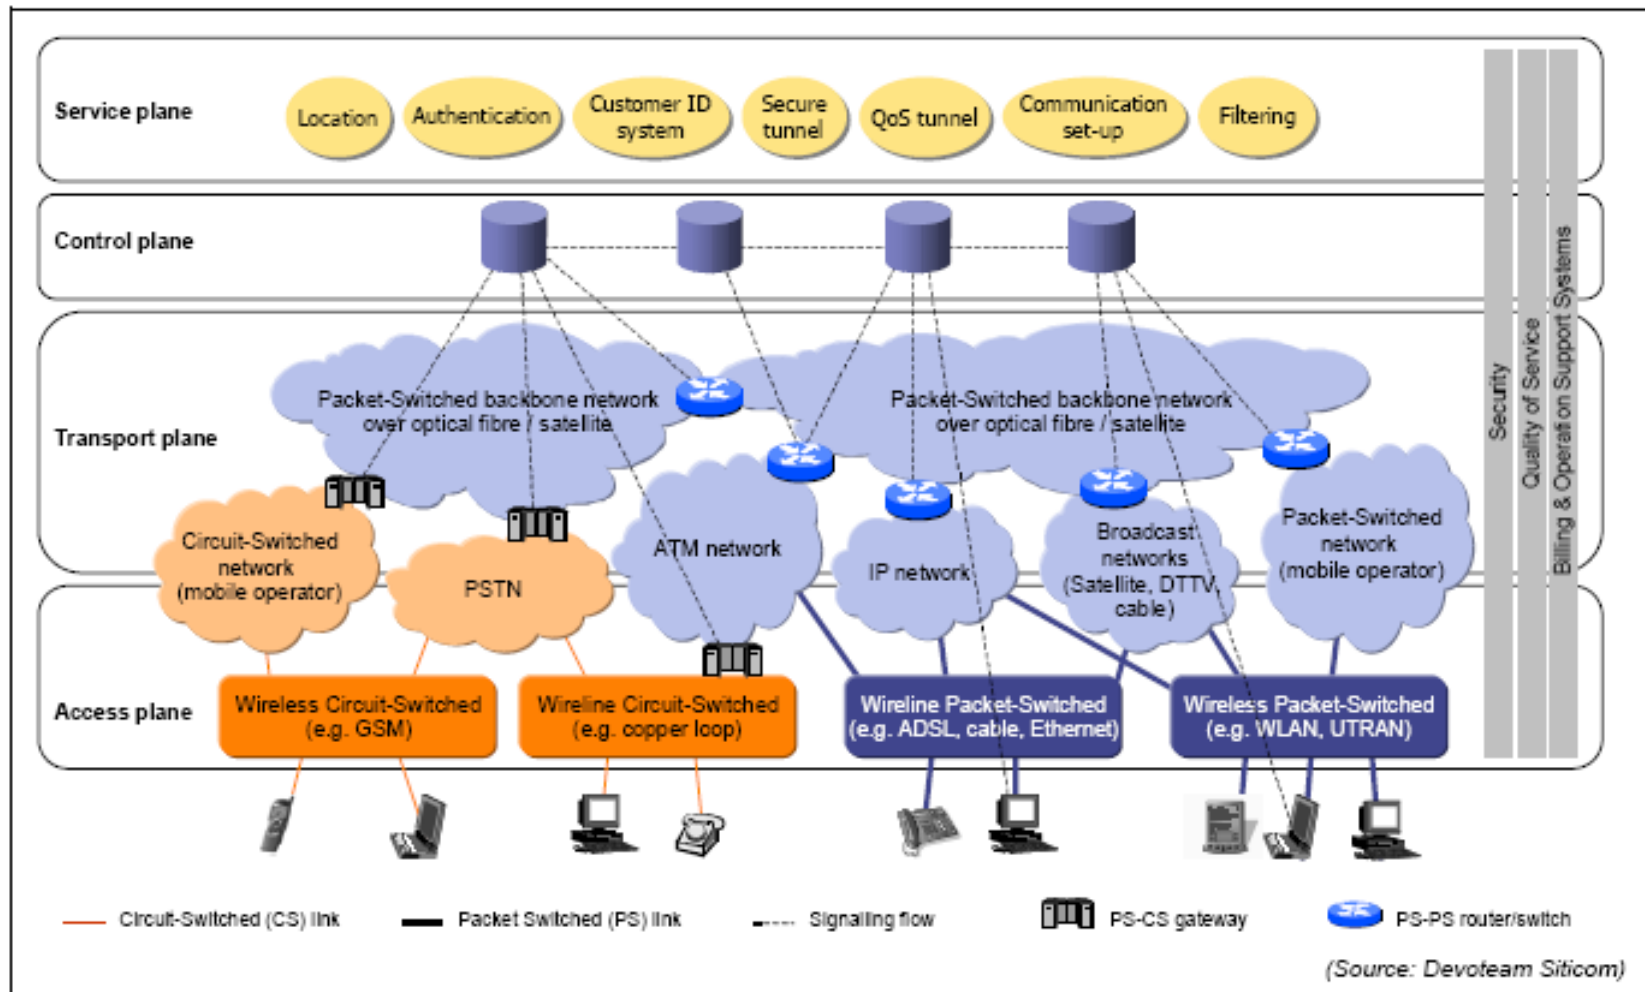 Service plane
Location
Authentication
Customer ID
system
Secure
tunnel
QoS tunnel
Communication
set-up
Filtering
Control plane
Transport plane
Packet-Switched backbone network
over optical fibre / satellite
Packet-Switched backbone network
over optical fibre / satellite
Circuit-Switched
network
(mobile operator)
PSTN
ATM network
IP network
Broadcast
networks
(Satellite, DTTV,
cable)
Packet-Switched
network
(mobile operator)
Access plane
Wireless Circuit-Switched
(e.g. GSM)
Wireline Circuit-Switched
(e.g. copper loop)
Wireline Packet-Switched
(e.g. ADSL, cable, Ethernet)
Wireless Packet-Switched
(e.g. WLAN, UTRAN)
Security
Quality of Service
Billing & Operation Support Systems
Circuit-Switched (CS) link
Packet Switched (PS) link
Signalling flow
PS-CS gateway
PS-PS router/switch
(Source: Devoteam Siticom)